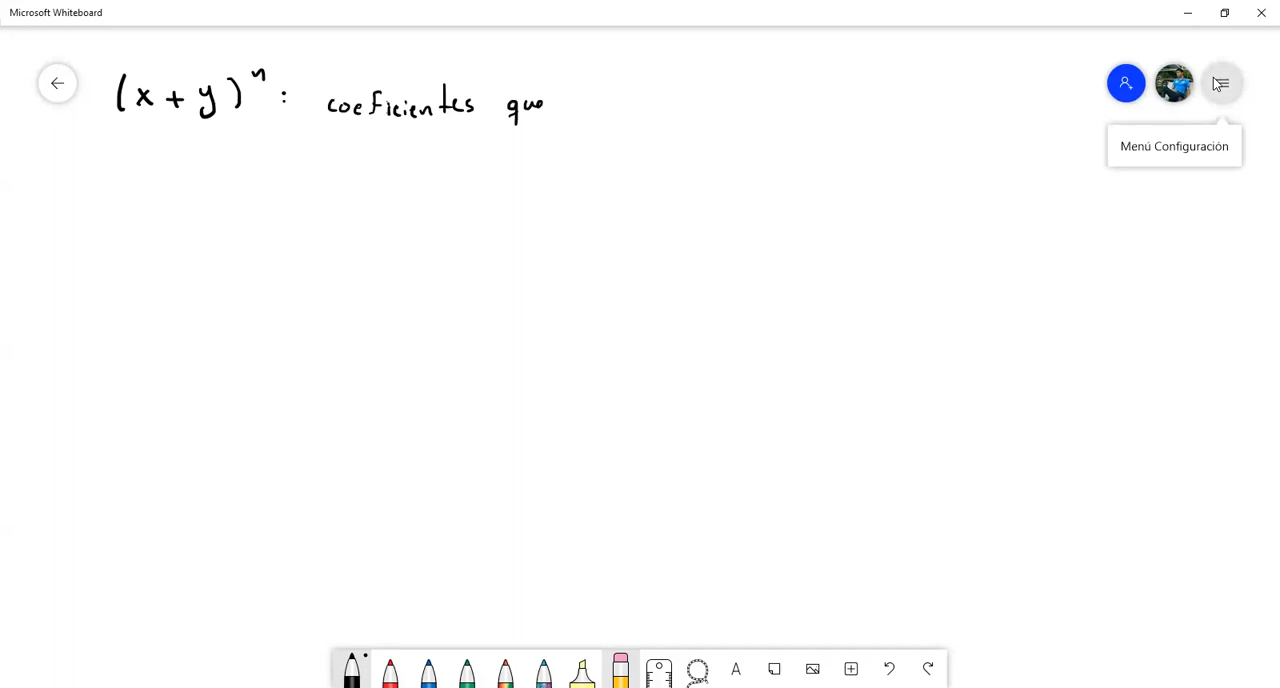 Microsoft Whiteboard
(x + y)^n : coeficientes que
Menú Configuración
A